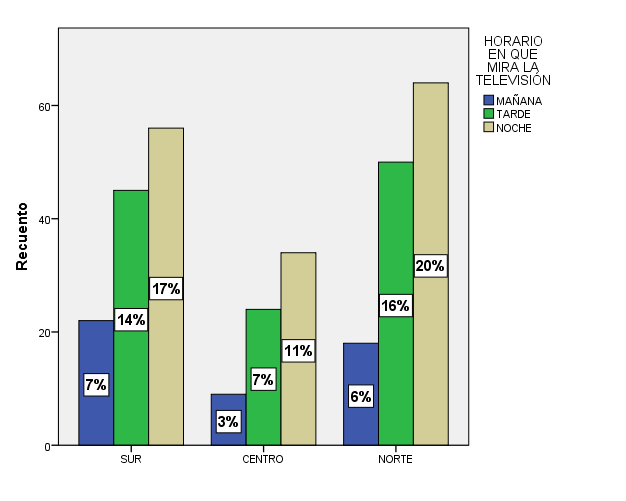 HORARIO
EN QUE
MIRA LA
TELEVISIÓN
MAÑANA
TARDE
NOCHE
Recuento
60
40
20
0
7%
14%
17%
3%
7%
11%
6%
16%
20%
SUR
CENTRO
NORTE